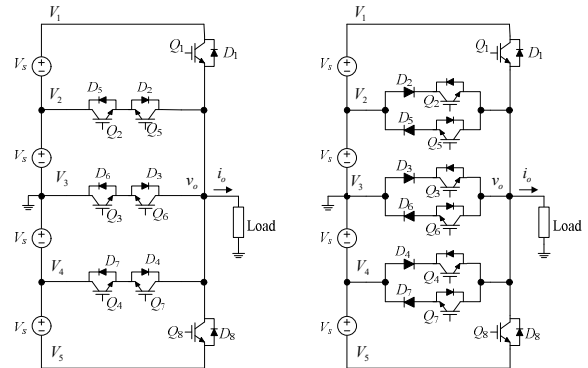 V1
Q1
D1
Vs
D5
D2
V2
Q2
Q5
Vs
V3
D6
D3
vo
io
Q3
Q6
Load
Vs
V4
D7
D4
Q4
Q7
Vs
Q8
D8
V5
V1
Q1
D1
Vs
D2
V2
Q2
D5
Q5
Vs
D3
V3
Q3
vo
io
D6
Q6
Load
Vs
D4
V4
Q4
D7
Q7
Vs
Q8
D8
V5